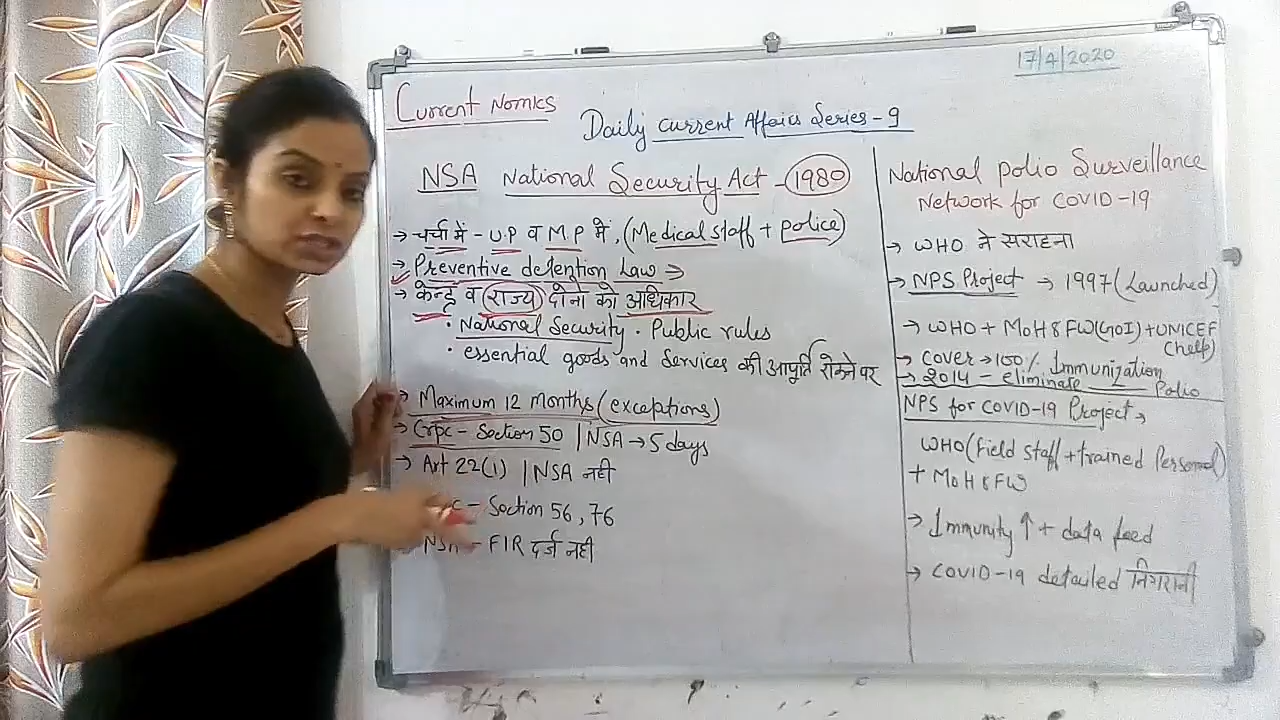 17/4/2020
Current Nomics
Daily Current Affairs Series-9
NSA National Security Act - 1980
→ चर्चा में - U.P व M.P में, (Medical staff + police)
→ Preventive detention Law ⇒
→ केन्द्र व राज्य दोनों को अधिकार
· National Security · Public rules
· essential goods and Services की आपूर्ति रोकने पर
→ Maximum 12 months (exceptions)
→ Crpc - Section 50 | NSA → 5 days
→ Art 22(1) | NSA नहीं
- Section 56, 76
NSA - FIR दर्ज नहीं
National Polio Surveillance
Network for COVID-19
→ WHO ने सराहना
→ NPS Project → 1997 (Launched)
→ WHO + MoH&FW(GoI) + UNICEF
(help)
→ Cover → 100% Immunization
→ 2014 - eliminate Polio
NPS for COVID-19 Project →
WHO (field staff + trained Personnel)
+ MoH&FW
→ Immunity ↑ + data feed
→ COVID-19 detailed निगरानी